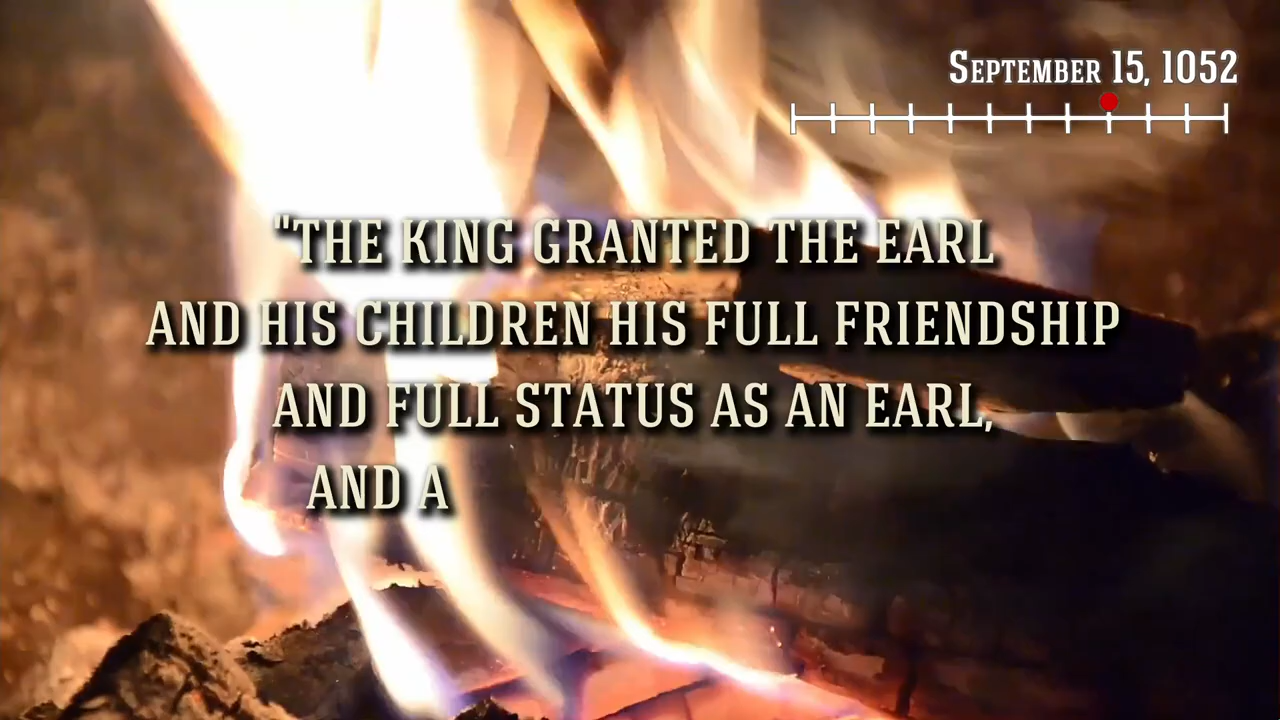 September 15, 1052
"THE KING GRANTED THE EARL
AND HIS CHILDREN HIS FULL FRIENDSHIP
AND FULL STATUS AS AN EARL,
AND A